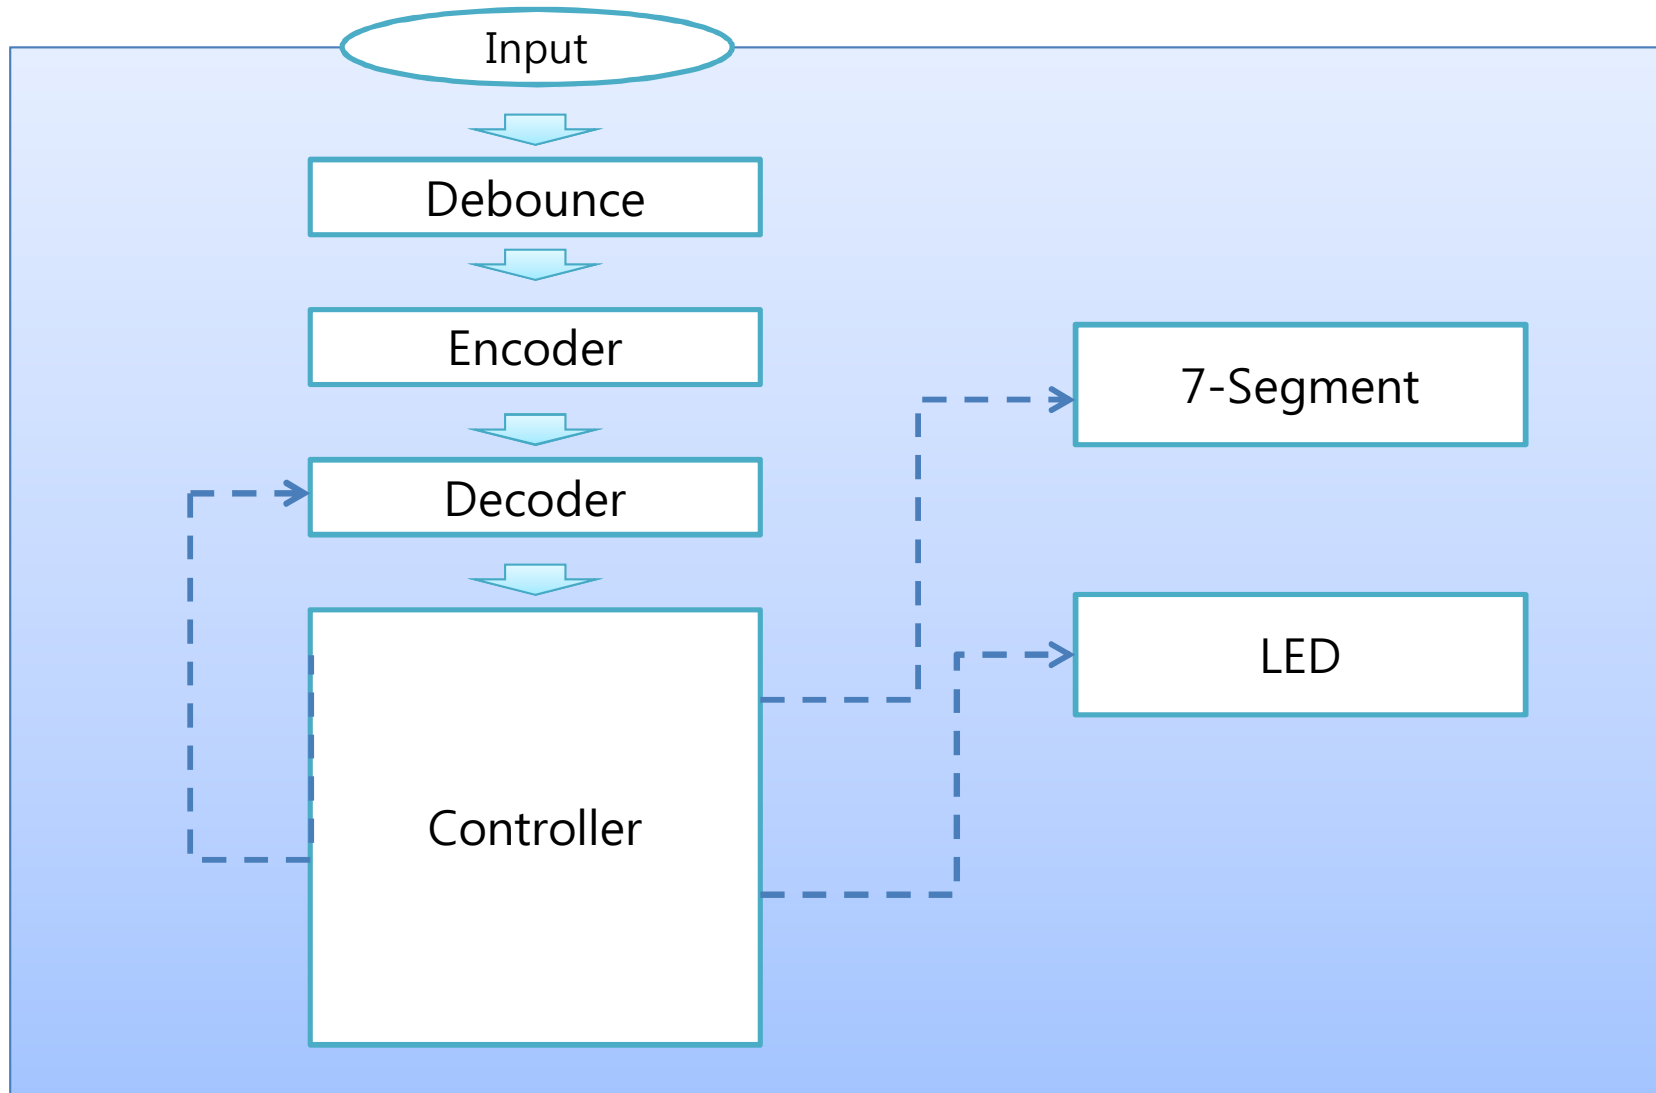 Input
Debounce
Encoder
Decoder
Controller
7-Segment
LED